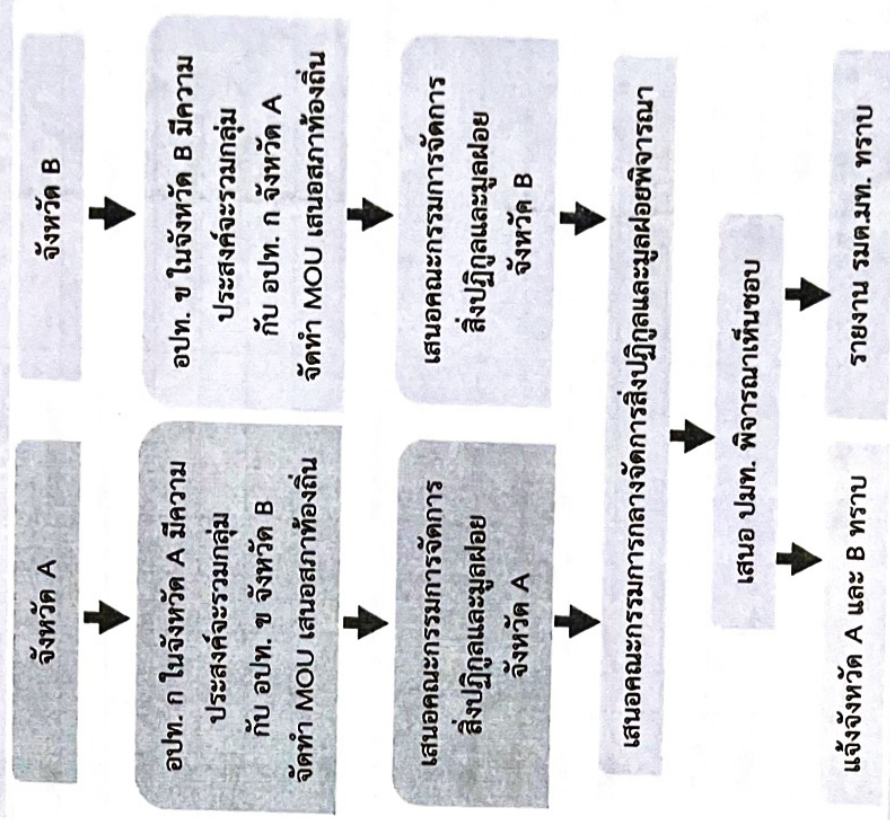 จังหวัด A
จังหวัด B
อปท. ก ในจังหวัด A มีความ
ประสงค์จะรวมกลุ่ม
กับ อปท. ข จังหวัด B
จัดทำ MOU เสนอสภาท้องถิ่น
อปท. ข ในจังหวัด B มีความ
ประสงค์จะรวมกลุ่ม
กับ อปท. ก จังหวัด A
จัดทำ MOU เสนอสภาท้องถิ่น
เสนอคณะกรรมการจัดการ
สิ่งปฏิกูลและมูลฝอย
จังหวัด A
เสนอคณะกรรมการจัดการ
สิ่งปฏิกูลและมูลฝอย
จังหวัด B
เสนอคณะกรรมการกลางจัดการสิ่งปฏิกูลและมูลฝอยพิจารณา
เสนอ ปมท. พิจารณาเห็นชอบ
แจ้งจังหวัด A และ B ทราบ
รายงาน รมต.มท. ทราบ